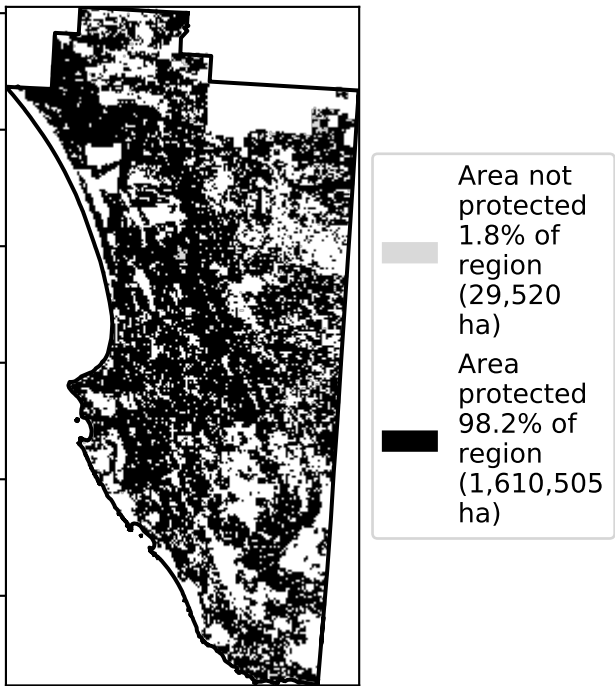 Area not
protected
1.8% of
region
(29,520
ha)
Area
protected
98.2% of
region
(1,610,505
ha)